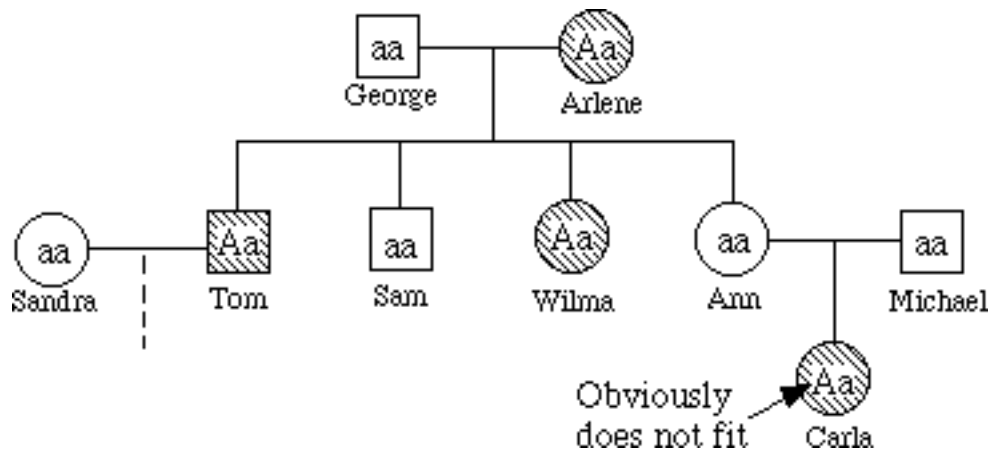 aa
Aa
George
Arlene
aa
Aa
aa
Aa
aa
aa
Sandra
Tom
Sam
Wilma
Ann
Michael
Obviously
does not fit
Aa
Carla